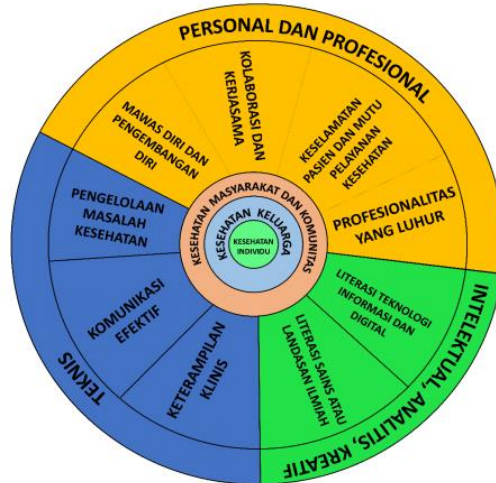 PERSONAL DAN PROFESIONAL
MAWAS DIRI DAN
PENGEMBANGAN
DIRI
KOLABORASI DAN
KERJASAMA
KESELAMATAN
PASIEN DAN MUTU
PELAYANAN
KESEHATAN
PROFESIONALITAS
YANG LUHUR
INTELEKTUAL, ANALITIS, KREATIF
LITERASI TEKNOLOGI
INFORMASI DAN
DIGITAL
LITERASI SAINS ATAU
LANDASAN ILMIAH
TEKNIS
KETERAMPILAN
KLINIS
KOMUNIKASI
EFEKTIF
PENGELOLAAN
MASALAH
KESEHATAN
KESEHATAN MASYARAKAT DAN KOMUNITAS
KESEHATAN KELUARGA
KESEHATAN
INDIVIDU